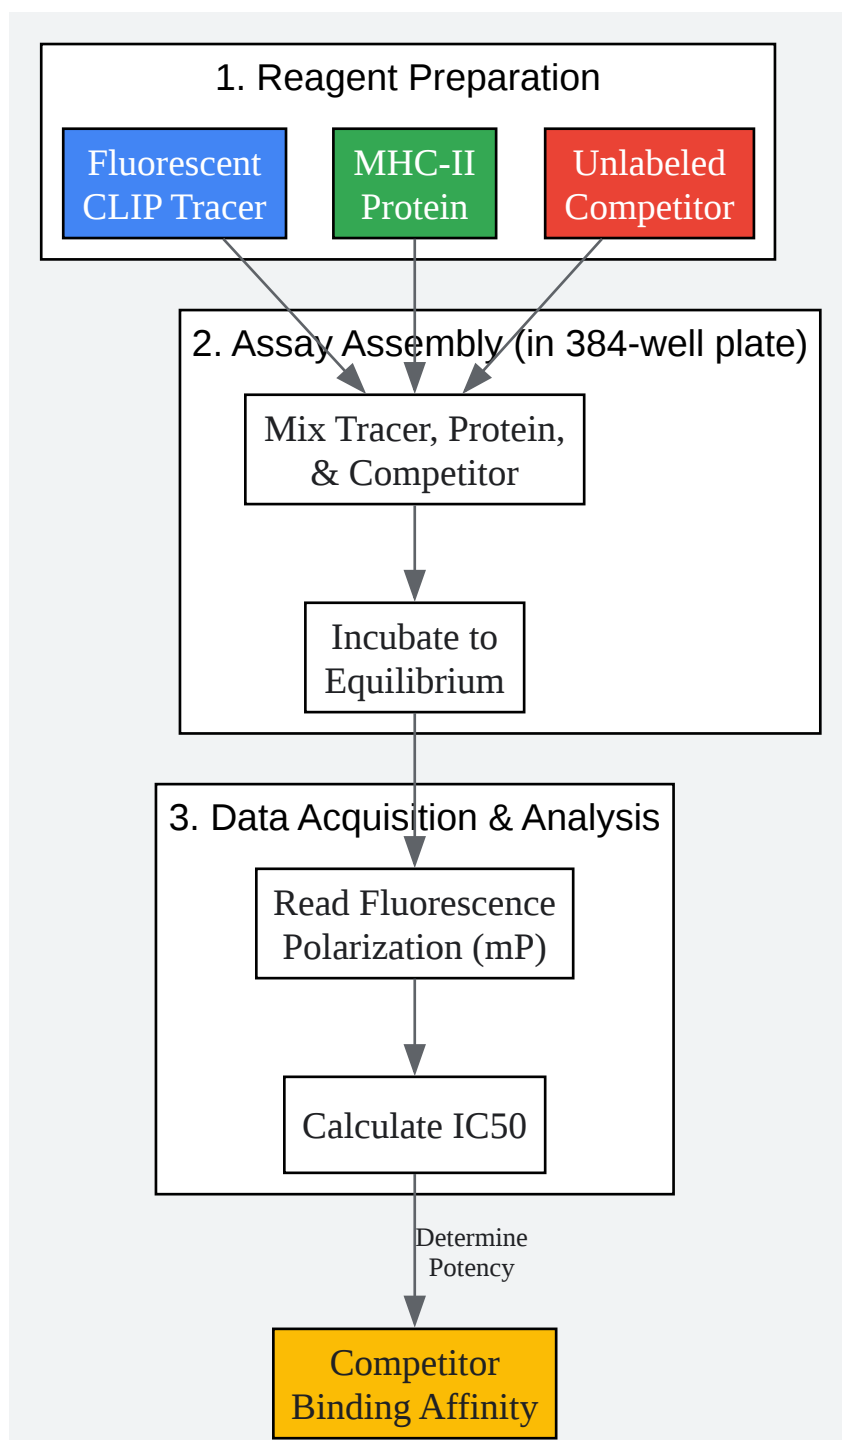 1. Reagent Preparation
Fluorescent
CLIP Tracer
MHC-II
Protein
Unlabeled
Competitor
2. Assay Assembly (in 384-well plate)
Mix Tracer, Protein,
& Competitor
Incubate to
Equilibrium
3. Data Acquisition & Analysis
Read Fluorescence
Polarization (mP)
Calculate IC50
Determine
Potency
Competitor
Binding Affinity